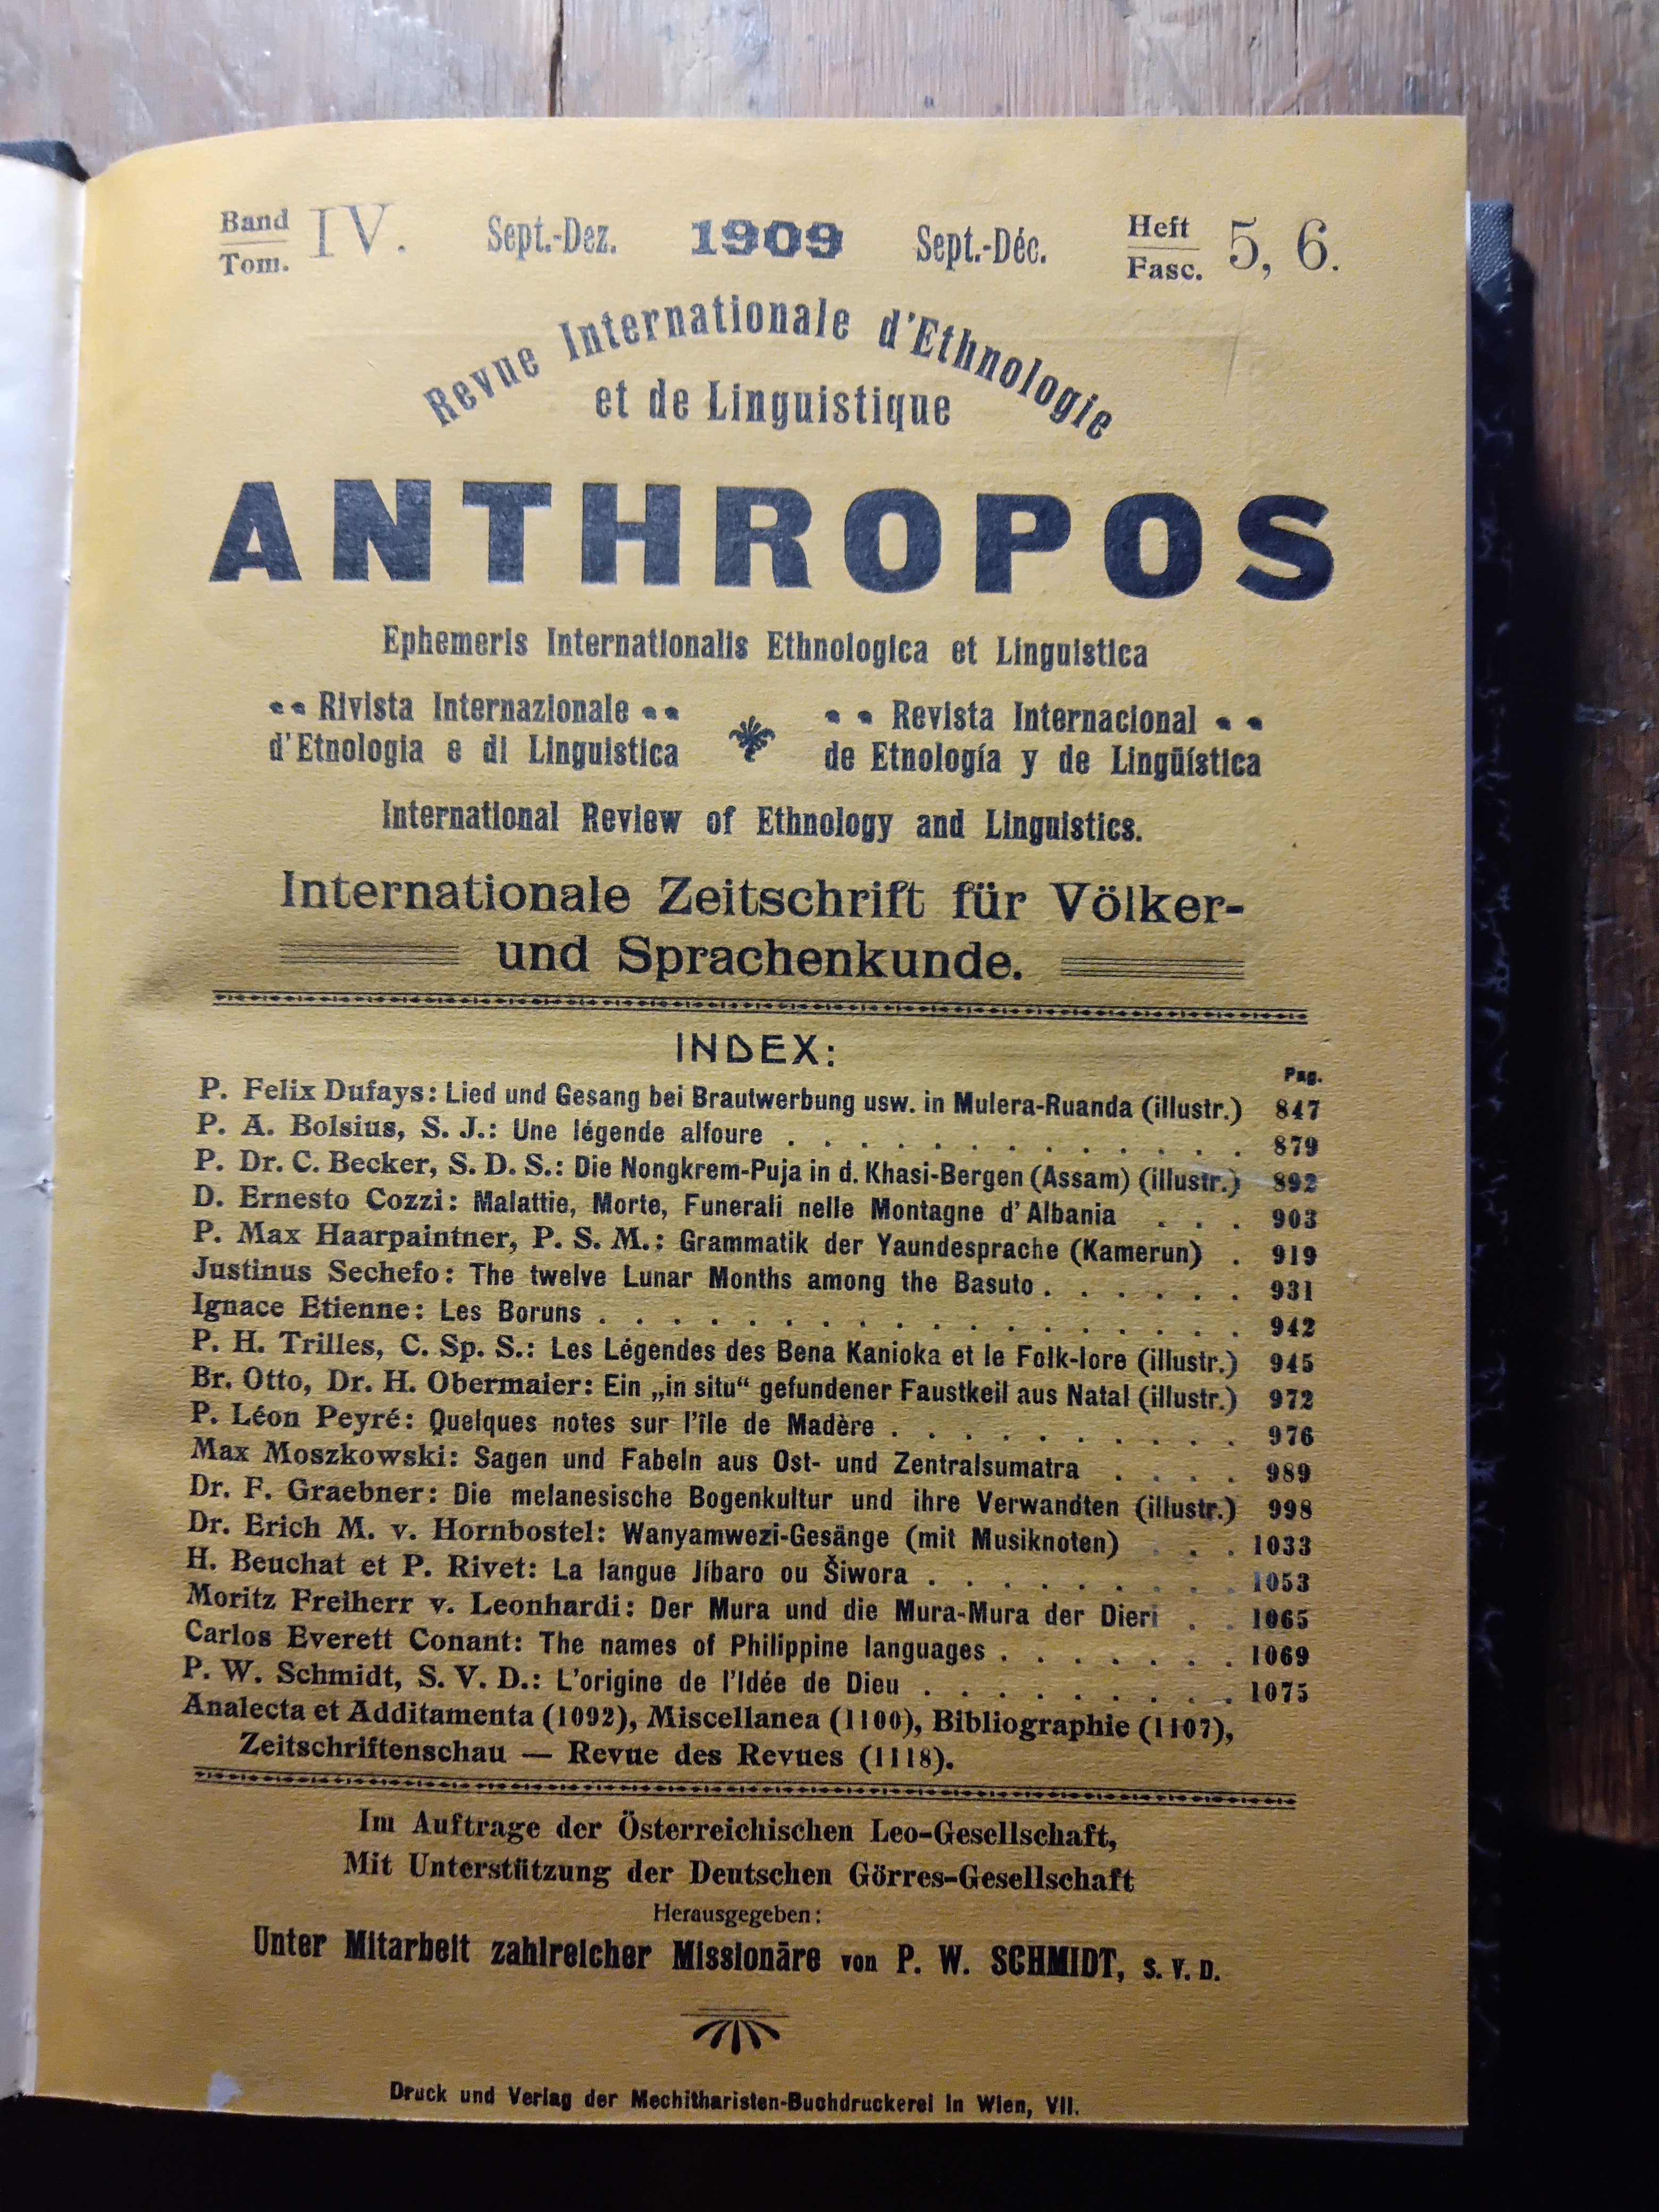 Band IV. Sept.-Dez. 1909 Sept.-Déc. Heft 5, 6.
Tom. Fasc.
Revue Internationale d'Ethnologie
et de Linguistique
ANTHROPOS
Ephemeris Internationalis Ethnologica et Linguistica
Rivista Internazionale
d'Etnologia e di Linguistica
Revista Internacional
de Etnología y de Lingüística
International Review of Ethnology and Linguistics.
Internationale Zeitschrift für Völker-
und Sprachenkunde.
INDEX:
Pag.
P. Felix Dufays: Lied und Gesang bei Brautwerbung usw. in Mulera-Ruanda (illustr.) 847
P. A. Bolsius, S. J.: Une légende alfoure . . . . . . . . . . . . 879
P. Dr. C. Becker, S. D. S.: Die Nongkrem-Puja in d. Khasi-Bergen (Assam) (illustr.) 892
D. Ernesto Cozzi: Malattie, Morte, Funerali nelle Montagne d'Albania . . . 903
P. Max Haarpaintner, P. S. M.: Grammatik der Yaundesprache (Kamerun) . 919
Justinus Sechefo: The twelve Lunar Months among the Basuto . . . . . . 931
Ignace Etienne: Les Boruns . . . . . . . . . . . . . . . . . 942
P. H. Trilles, C. Sp. S.: Les Légendes des Bena Kanioka et le Folk-lore (illustr.) 945
Br. Otto, Dr. H. Obermaier: Ein „in situ“ gefundener Faustkeil aus Natal (illustr.) 972
P. Léon Peyré: Quelques notes sur l'île de Madère . . . . . . . . . . 976
Max Moszkowski: Sagen und Fabeln aus Ost- und Zentralsumatra . . . . 989
Dr. F. Graebner: Die melanesische Bogenkultur und ihre Verwandten (illustr.) 998
Dr. Erich M. v. Hornbostel: Wanyamwezi-Gesänge (mit Musiknoten) . . . 1033
H. Beuchat et P. Rivet: La langue Jíbaro ou Šiwora . . . . . . . . . 1053
Moritz Freiherr v. Leonhardi: Der Mura und die Mura-Mura der Dieri . . 1065
Carlos Everett Conant: The names of Philippine languages . . . . . . . 1069
P. W. Schmidt, S. V. D.: L'origine de l'Idée de Dieu . . . . . . . . . 1075
Analecta et Additamenta (1092), Miscellanea (1100), Bibliographie (1107),
Zeitschriftenschau — Revue des Revues (1118).
Im Auftrage der Österreichischen Leo-Gesellschaft,
Mit Unterstützung der Deutschen Görres-Gesellschaft
Herausgegeben:
Unter Mitarbeit zahlreicher Missionäre von P. W. SCHMIDT, S. V. D.
Druck und Verlag der Mechitharisten-Buchdruckerei in Wien, VII.